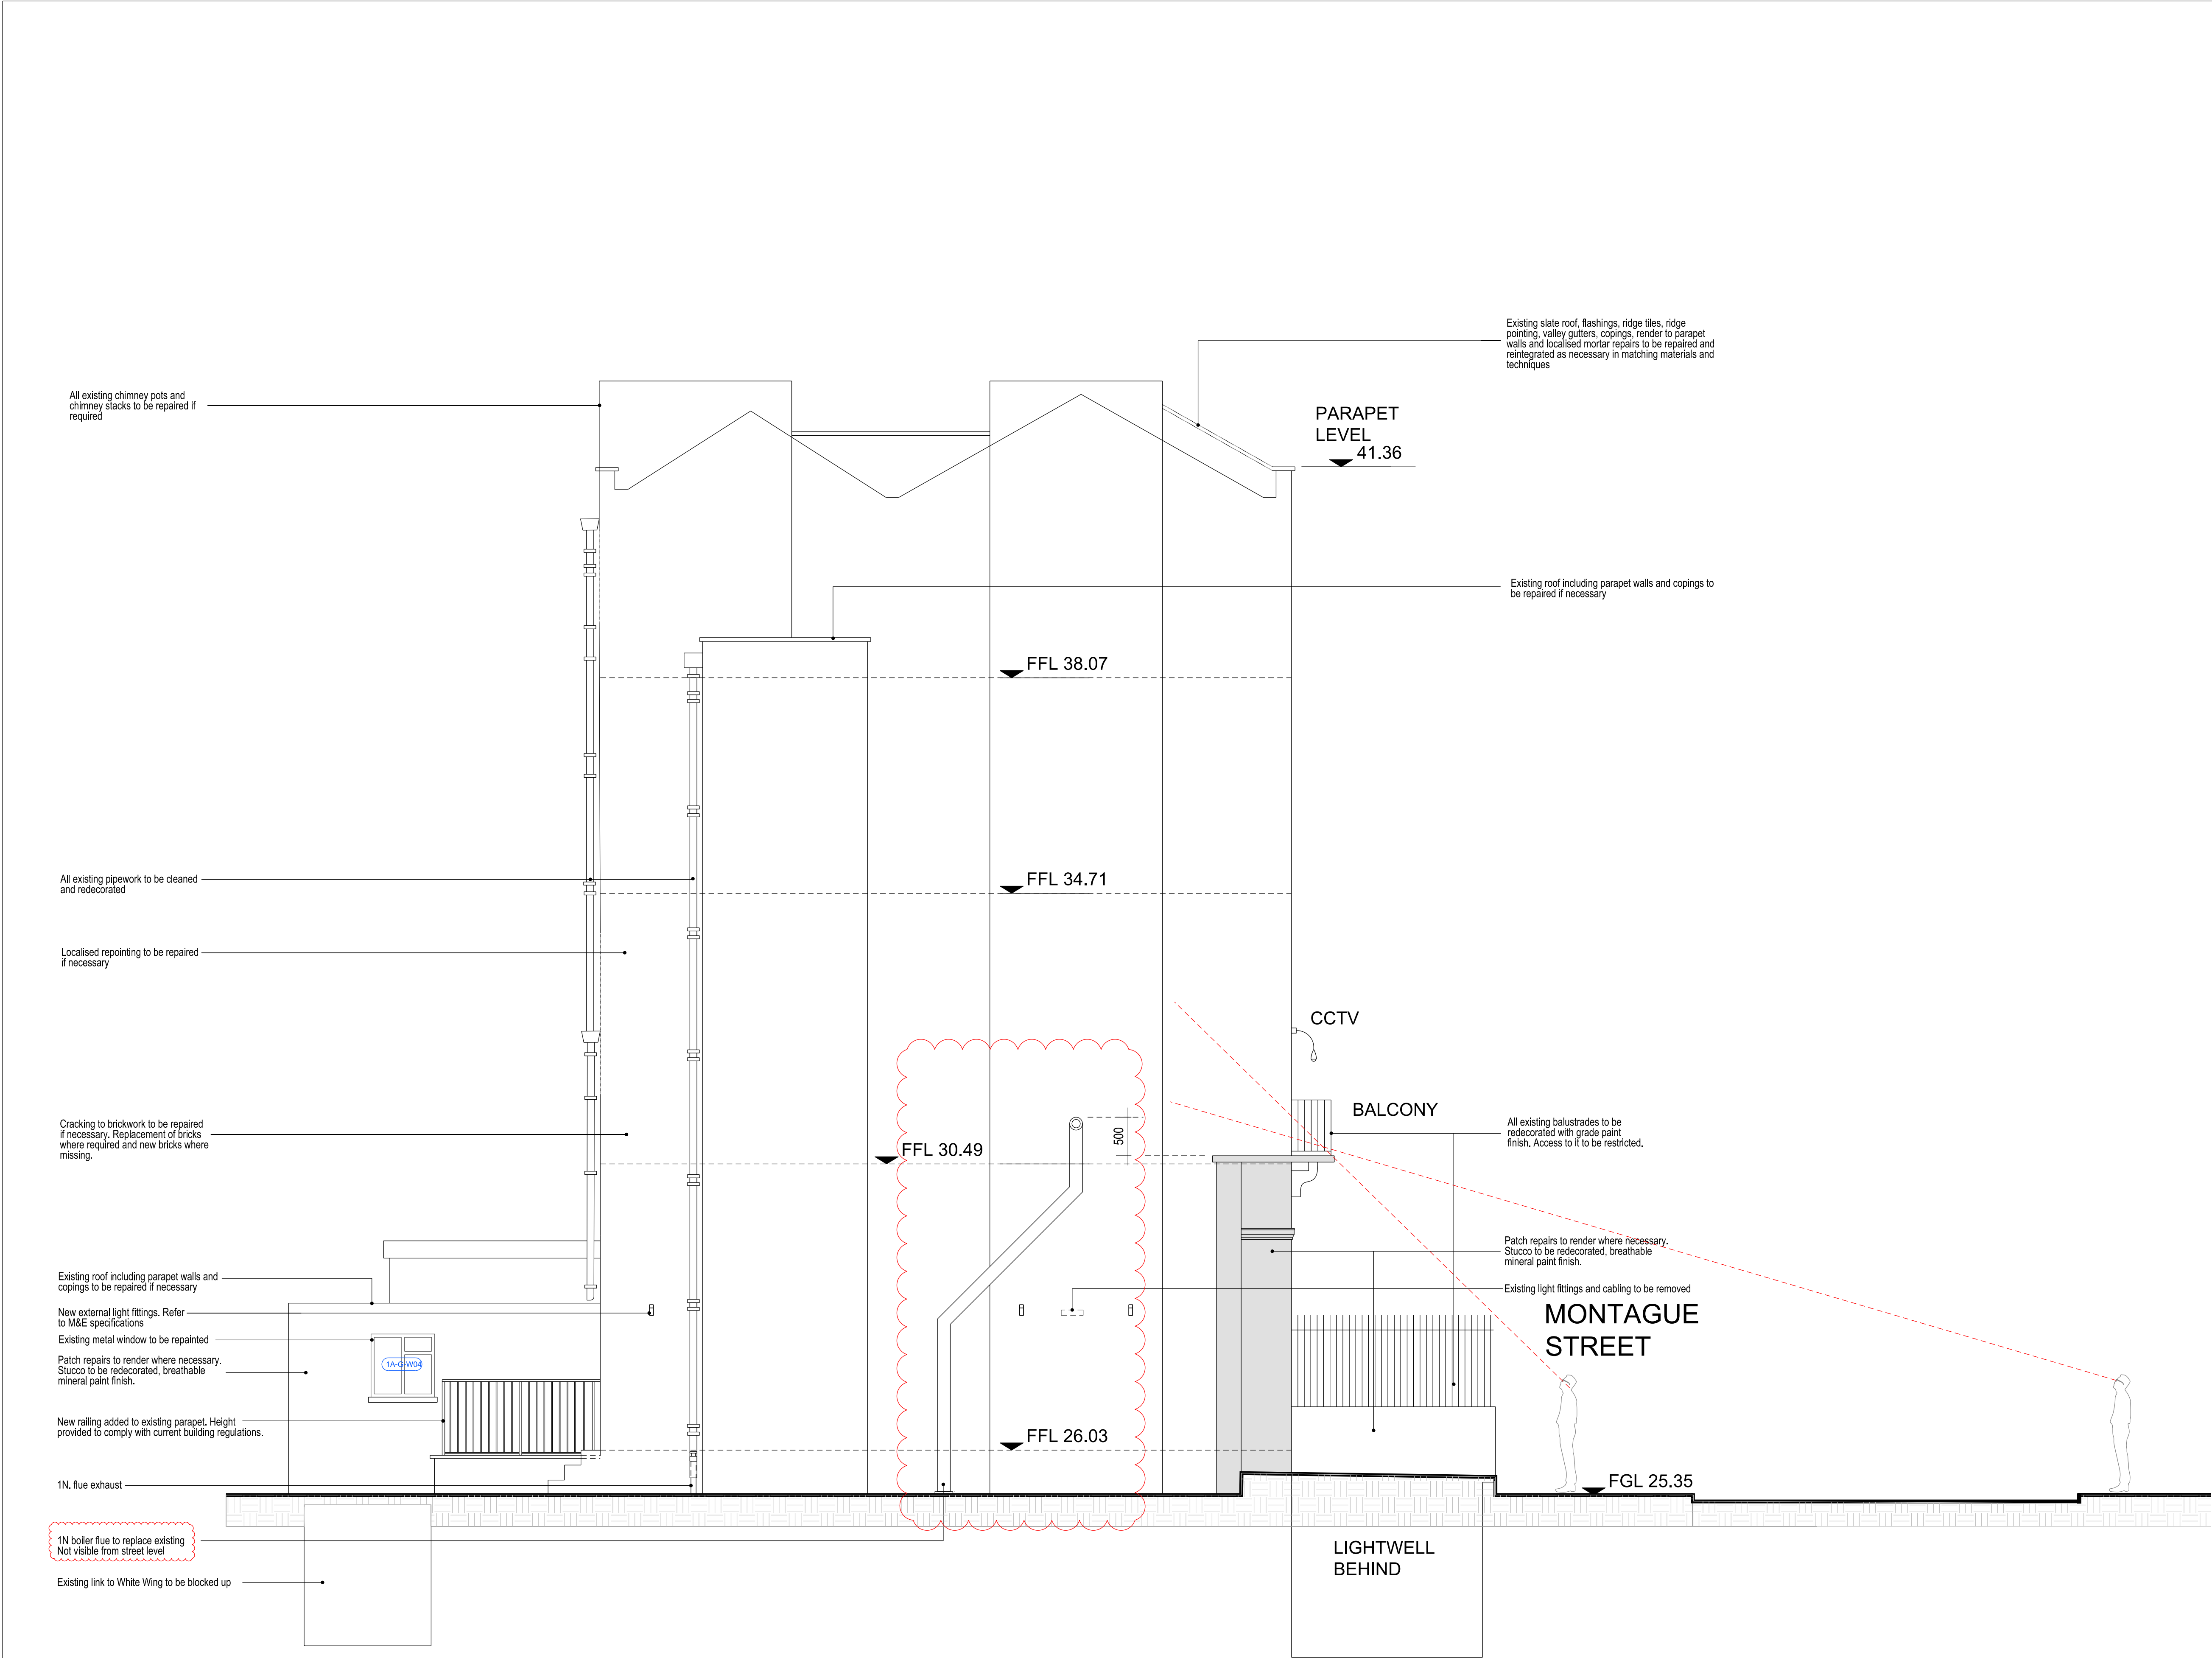 Existing slate roof, flashings, ridge tiles, ridge
pointing, valley gutters, copings, render to parapet
walls and localised mortar repairs to be repaired and
reintegrated as necessary in matching materials and
techniques
All existing chimney pots and
chimney stacks to be repaired if
required
PARAPET
LEVEL
41.36
Existing roof including parapet walls and copings to
be repaired if necessary
FFL 38.07
All existing pipework to be cleaned
and redecorated
FFL 34.71
Localised repointing to be repaired
if necessary
CCTV
BALCONY
Cracking to brickwork to be repaired
if necessary. Replacement of bricks
where required and new bricks where
missing.
500
FFL 30.49
All existing balustrades to be
redecorated with grade paint
finish. Access to it to be restricted.
Patch repairs to render where necessary.
Stucco to be redecorated, breathable
mineral paint finish.
Existing roof including parapet walls and
copings to be repaired if necessary
Existing light fittings and cabling to be removed
New external light fittings. Refer
to M&E specifications
MONTAGUE
STREET
Existing metal window to be repainted
1A-G-W04
Patch repairs to render where necessary.
Stucco to be redecorated, breathable
mineral paint finish.
New railing added to existing parapet. Height
provided to comply with current building regulations.
FFL 26.03
1N. flue exhaust
FGL 25.35
1N boiler flue to replace existing
Not visible from street level
LIGHTWELL
BEHIND
Existing link to White Wing to be blocked up